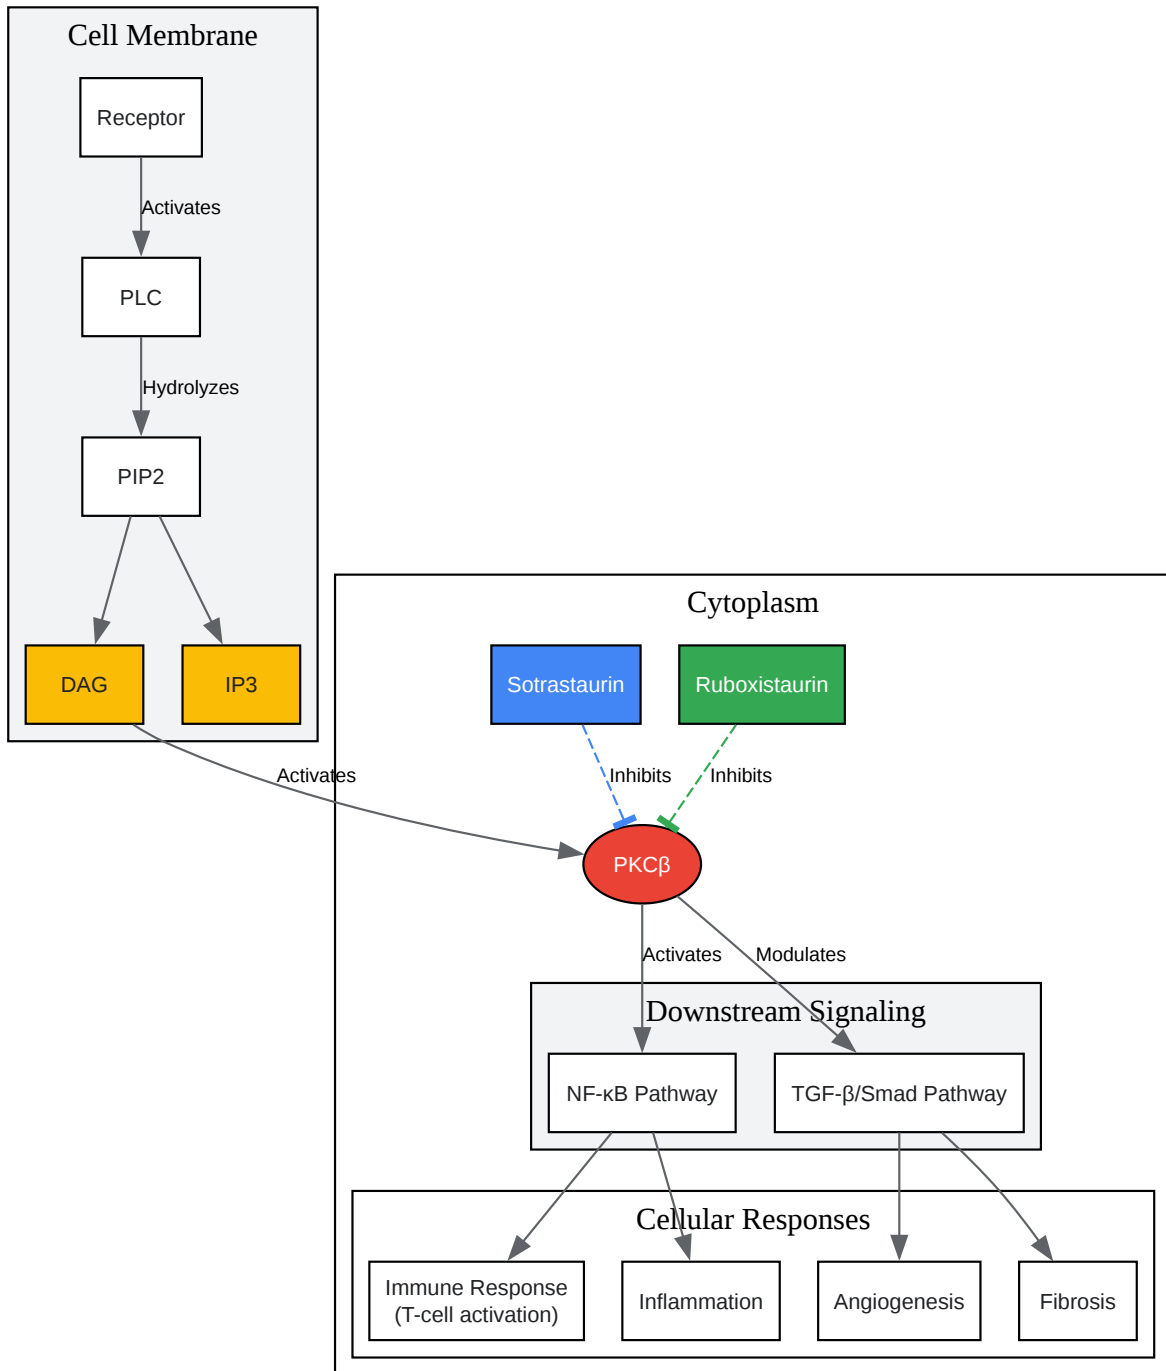 Cell Membrane
Receptor
Activates
PLC
Hydrolyzes
PIP2
DAG
IP3
Activates
Cytoplasm
Sotrastaurin
Ruboxistaurin
Inhibits
Inhibits
PKCβ
Activates
Modulates
Downstream Signaling
NF-κB Pathway
TGF-β/Smad Pathway
Cellular Responses
Immune Response
(T-cell activation)
Inflammation
Angiogenesis
Fibrosis